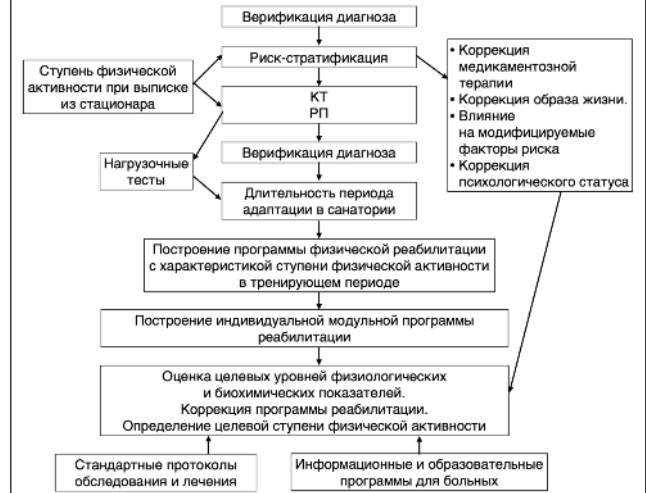 Верификация диагноза
Риск-стратификация
Ступень физической
активности при выписке
из стационара
• Коррекция
медикаментозной
терапии
• Коррекция образа жизни.
• Влияние
на модифицируемые
факторы риска
• Коррекция
психологического статуса
КТ
РП
Верификация диагноза
Нагрузочные
тесты
Длительность периода
адаптации в санатории
Построение программы физической реабилитации
с характеристикой ступени физической активности
в тренирующем периоде
Построение индивидуальной модульной программы
реабилитации
Оценка целевых уровней физиологических
и биохимических показателей.
Коррекция программы реабилитации.
Определение целевой ступени физической активности
Стандартные протоколы
обследования и лечения
Информационные и образовательные
программы для больных